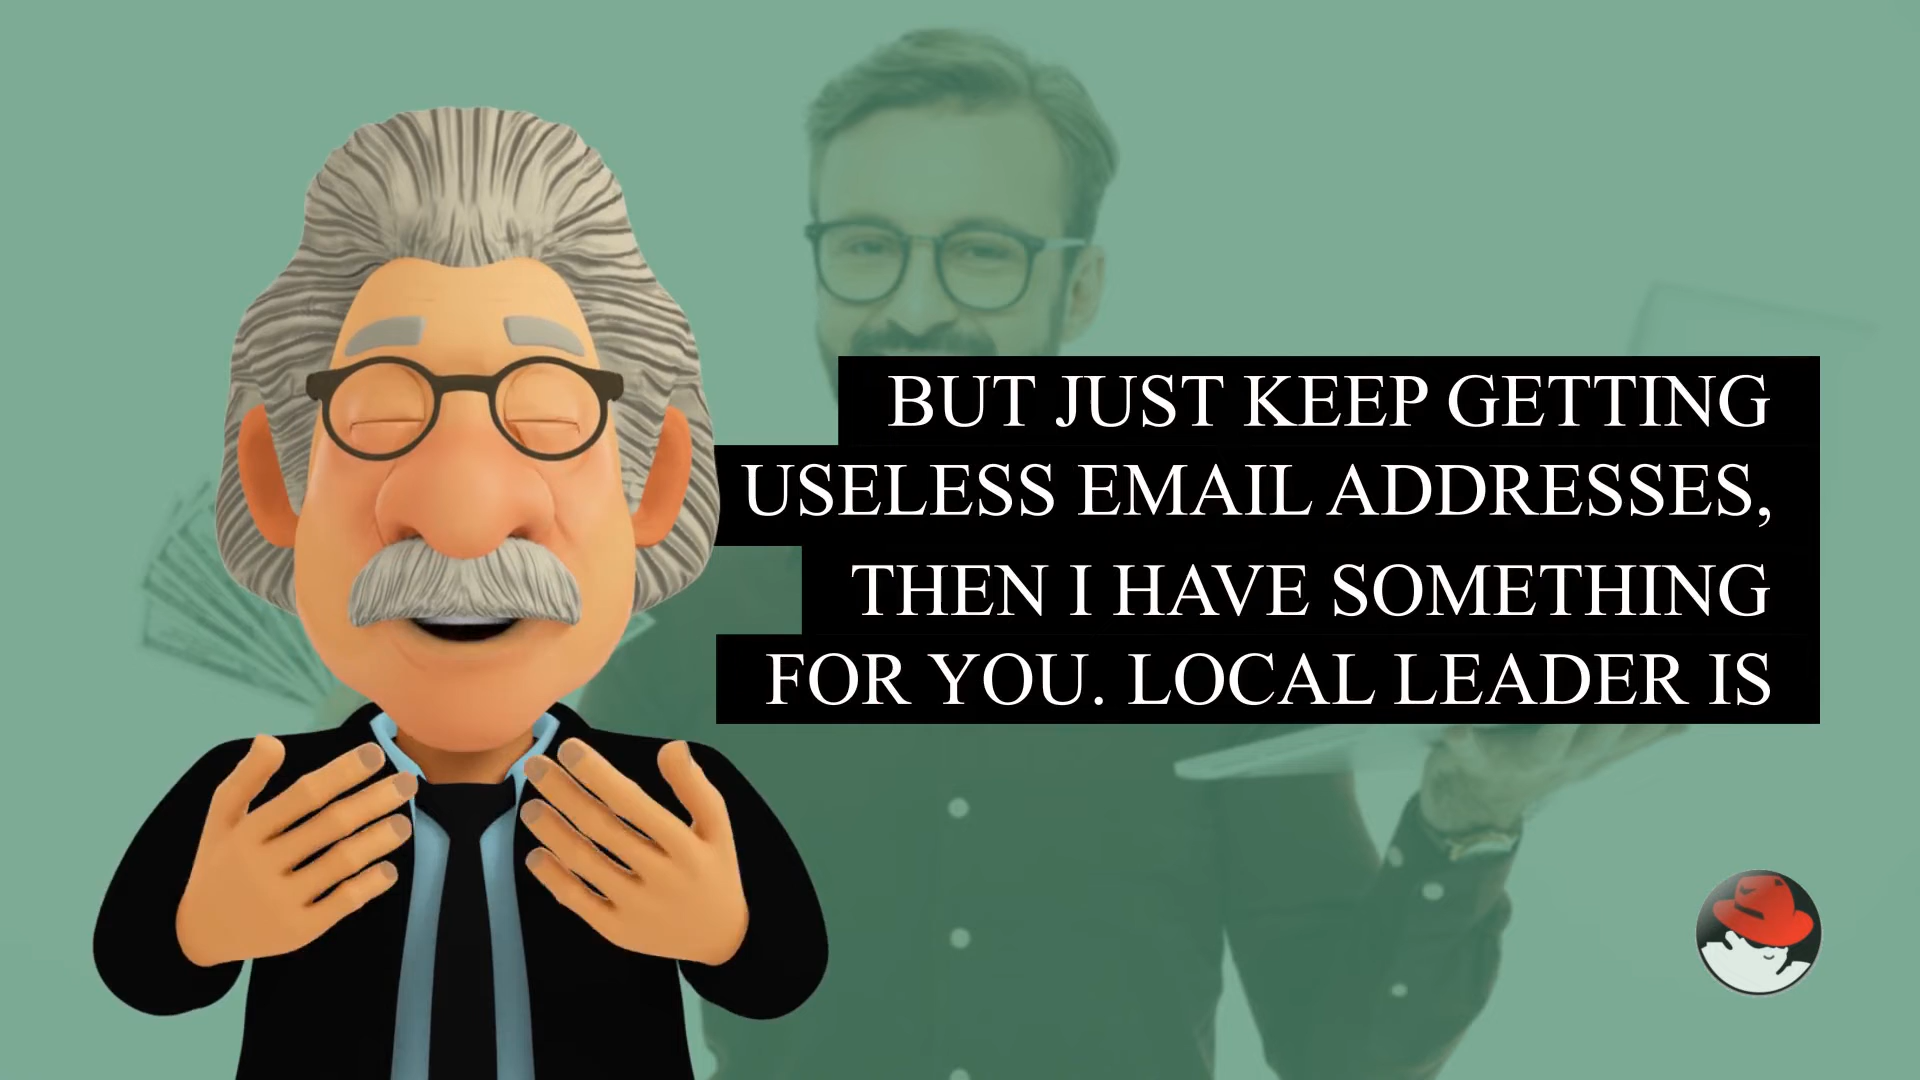 BUT JUST KEEP GETTING
USELESS EMAIL ADDRESSES,
THEN I HAVE SOMETHING
FOR YOU. LOCAL LEADER IS